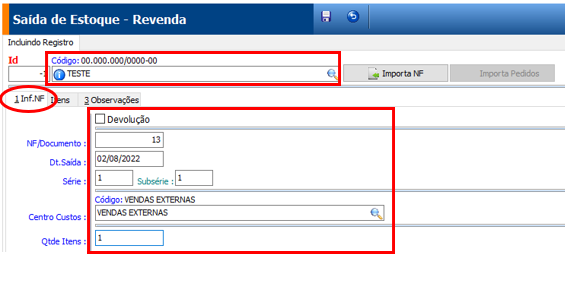 Saída de Estoque - Revenda
Incluindo Registro
Id
Código: 00.000.000/0000-00
-1
TESTE
Importa NF
Importa Pedidos
1 Inf.NF
Itens
3 Observações
Devolução
NF/Documento : 13
Dt.Saída : 02/08/2022
Série : 1 Subsérie : 1
Código: VENDAS EXTERNAS
Centro Custos : VENDAS EXTERNAS
Qtde Itens : 1